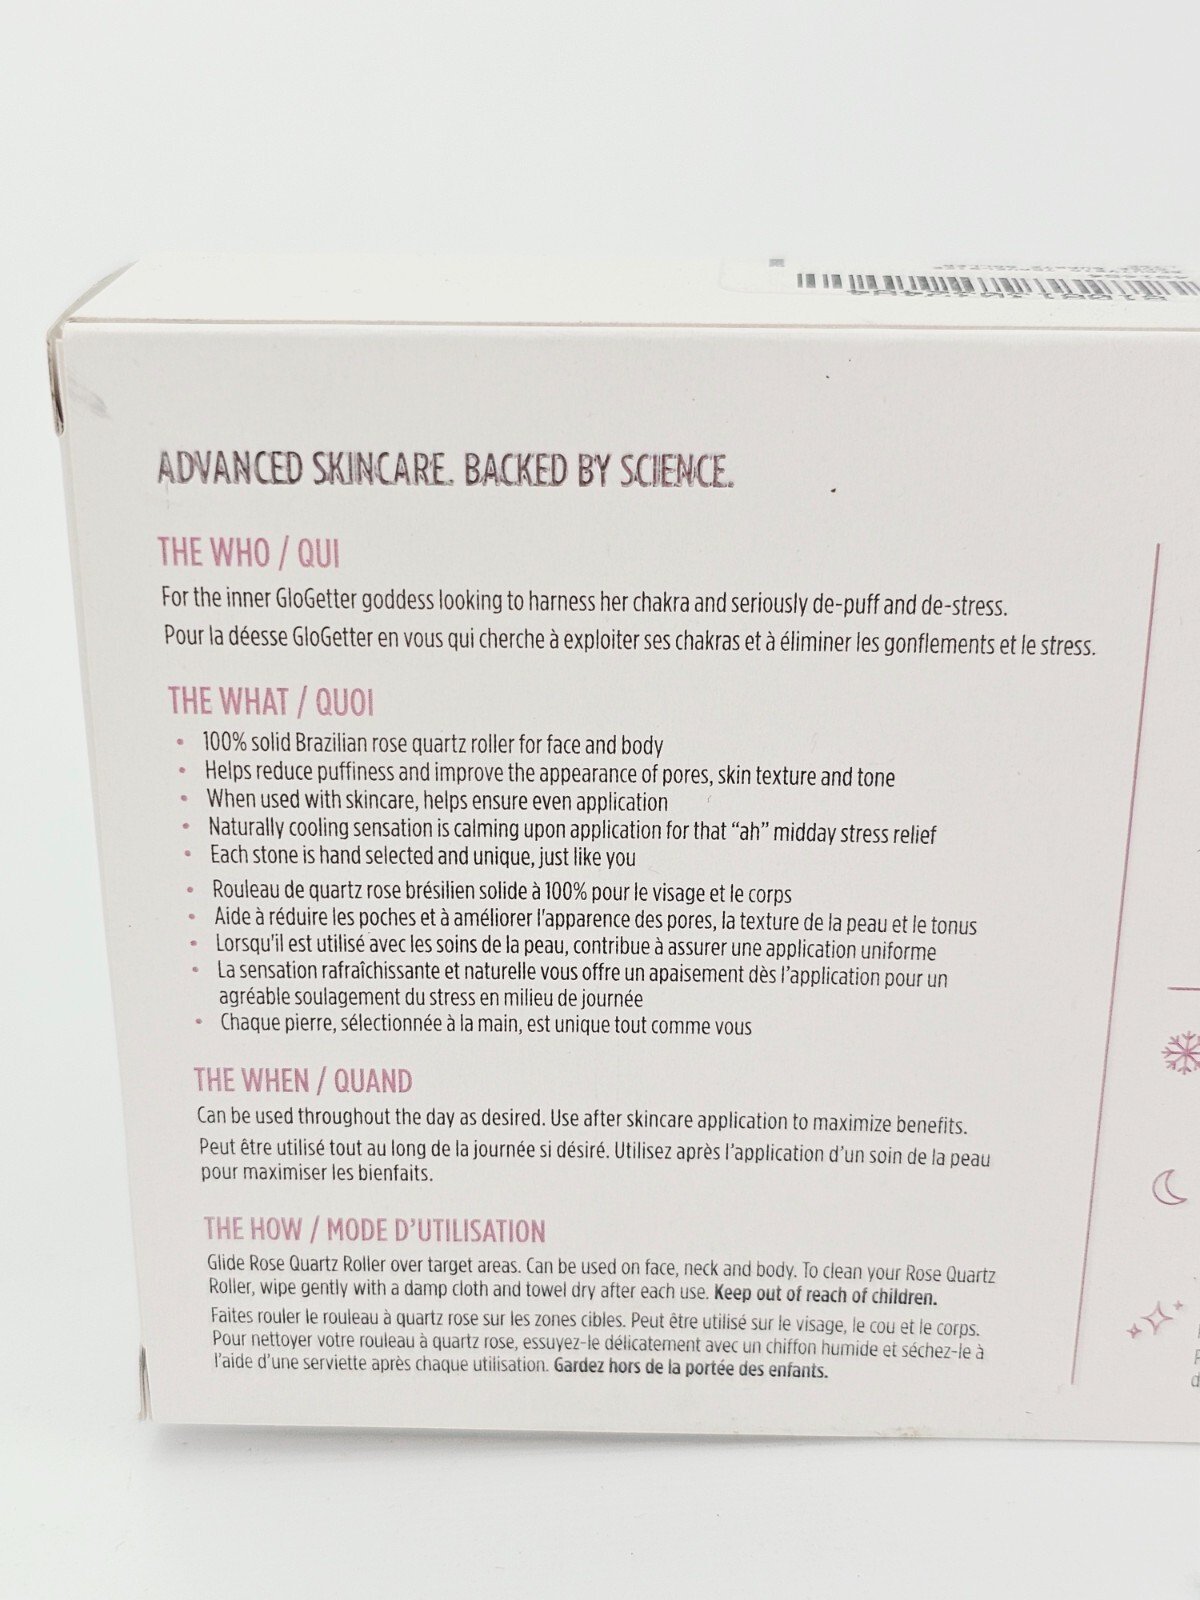 ADVANCED SKINCARE. BACKED BY SCIENCE.
THE WHO / QUI
For the inner GloGetter goddess looking to harness her chakra and seriously de-puff and de-stress.
Pour la déesse GloGetter en vous qui cherche à exploiter ses chakras et à éliminer les gonflements et le stress.
THE WHAT / QUOI
• 100% solid Brazilian rose quartz roller for face and body
• Helps reduce puffiness and improve the appearance of pores, skin texture and tone
• When used with skincare, helps ensure even application
• Naturally cooling sensation is calming upon application for that “ah” midday stress relief
• Each stone is hand selected and unique, just like you
• Rouleau de quartz rose brésilien solide à 100% pour le visage et le corps
• Aide à réduire les poches et à améliorer l'apparence des pores, la texture de la peau et le tonus
• Lorsqu'il est utilisé avec les soins de la peau, contribue à assurer une application uniforme
• La sensation rafraîchissante et naturelle vous offre un apaisement dès l'application pour un
agréable soulagement du stress en milieu de journée
• Chaque pierre, sélectionnée à la main, est unique tout comme vous
THE WHEN / QUAND
Can be used throughout the day as desired. Use after skincare application to maximize benefits.
Peut être utilisé tout au long de la journée si désiré. Utilisez après l'application d'un soin de la peau
pour maximiser les bienfaits.
THE HOW / MODE D'UTILISATION
Glide Rose Quartz Roller over target areas. Can be used on face, neck and body. To clean your Rose Quartz
Roller, wipe gently with a damp cloth and towel dry after each use. Keep out of reach of children.
Faites rouler le rouleau à quartz rose sur les zones cibles. Peut être utilisé sur le visage, le cou et le corps.
Pour nettoyer votre rouleau à quartz rose, essuyez-le délicatement avec un chiffon humide et séchez-le à
l'aide d'une serviette après chaque utilisation. Gardez hors de la portée des enfants.